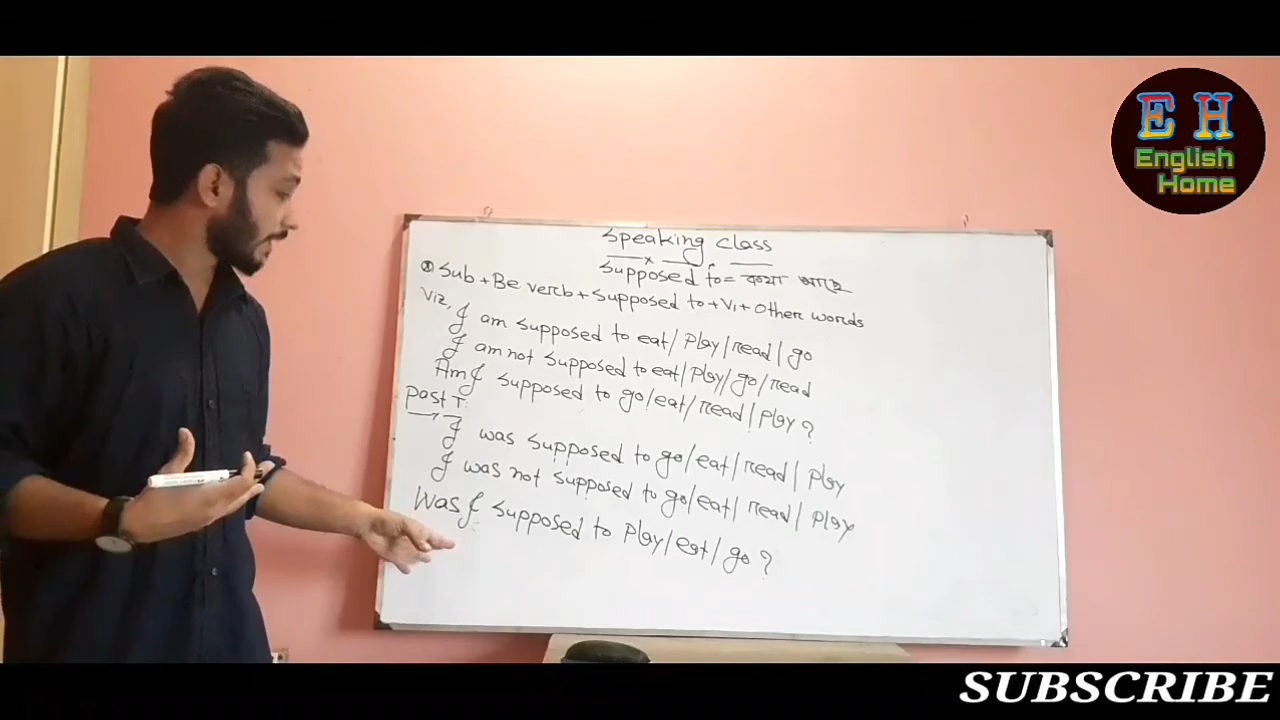 Speaking class
Supposed to = কথা আছে
Sub + Be verb + Supposed to + V1 + Other words
Viz, I am supposed to eat/ Play/read/ go
I am not supposed to eat/ Play/ go/read
Am I supposed to go/eat/read/ Play?
Past T:
I was supposed to go/eat/read/ Play
I was not supposed to go/eat/ read/ Play
Was I supposed to Play/eat/ go?
E H
English
Home
SUBSCRIBE